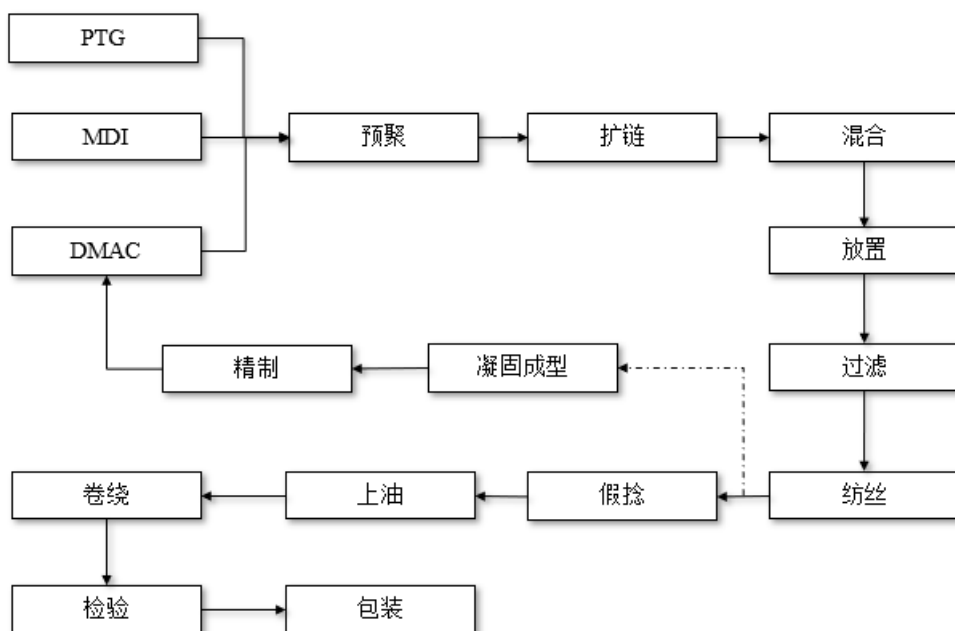 PTG
MDI
预聚
扩链
混合
DMAC
放置
精制
凝固成型
过滤
卷绕
上油
假捻
纺丝
检验
包装